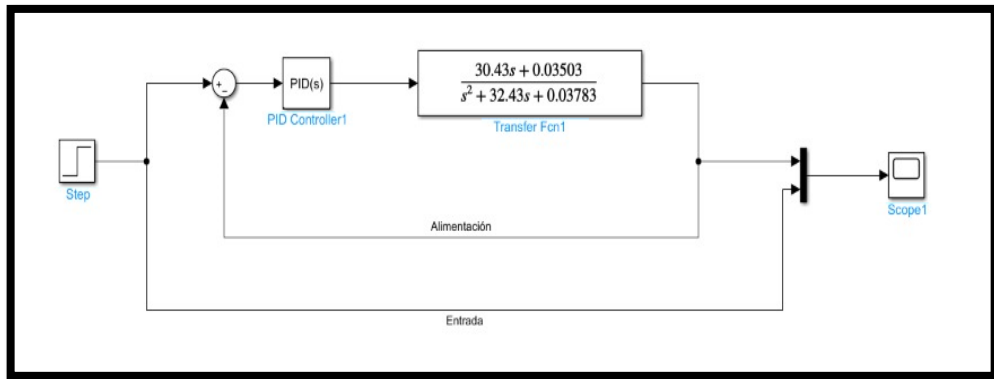 +
−
PID(s)
PID Controller1
30.43s + 0.03503
s² + 32.43s + 0.03783
Transfer Fcn1
Step
Scope1
Alimentación
Entrada